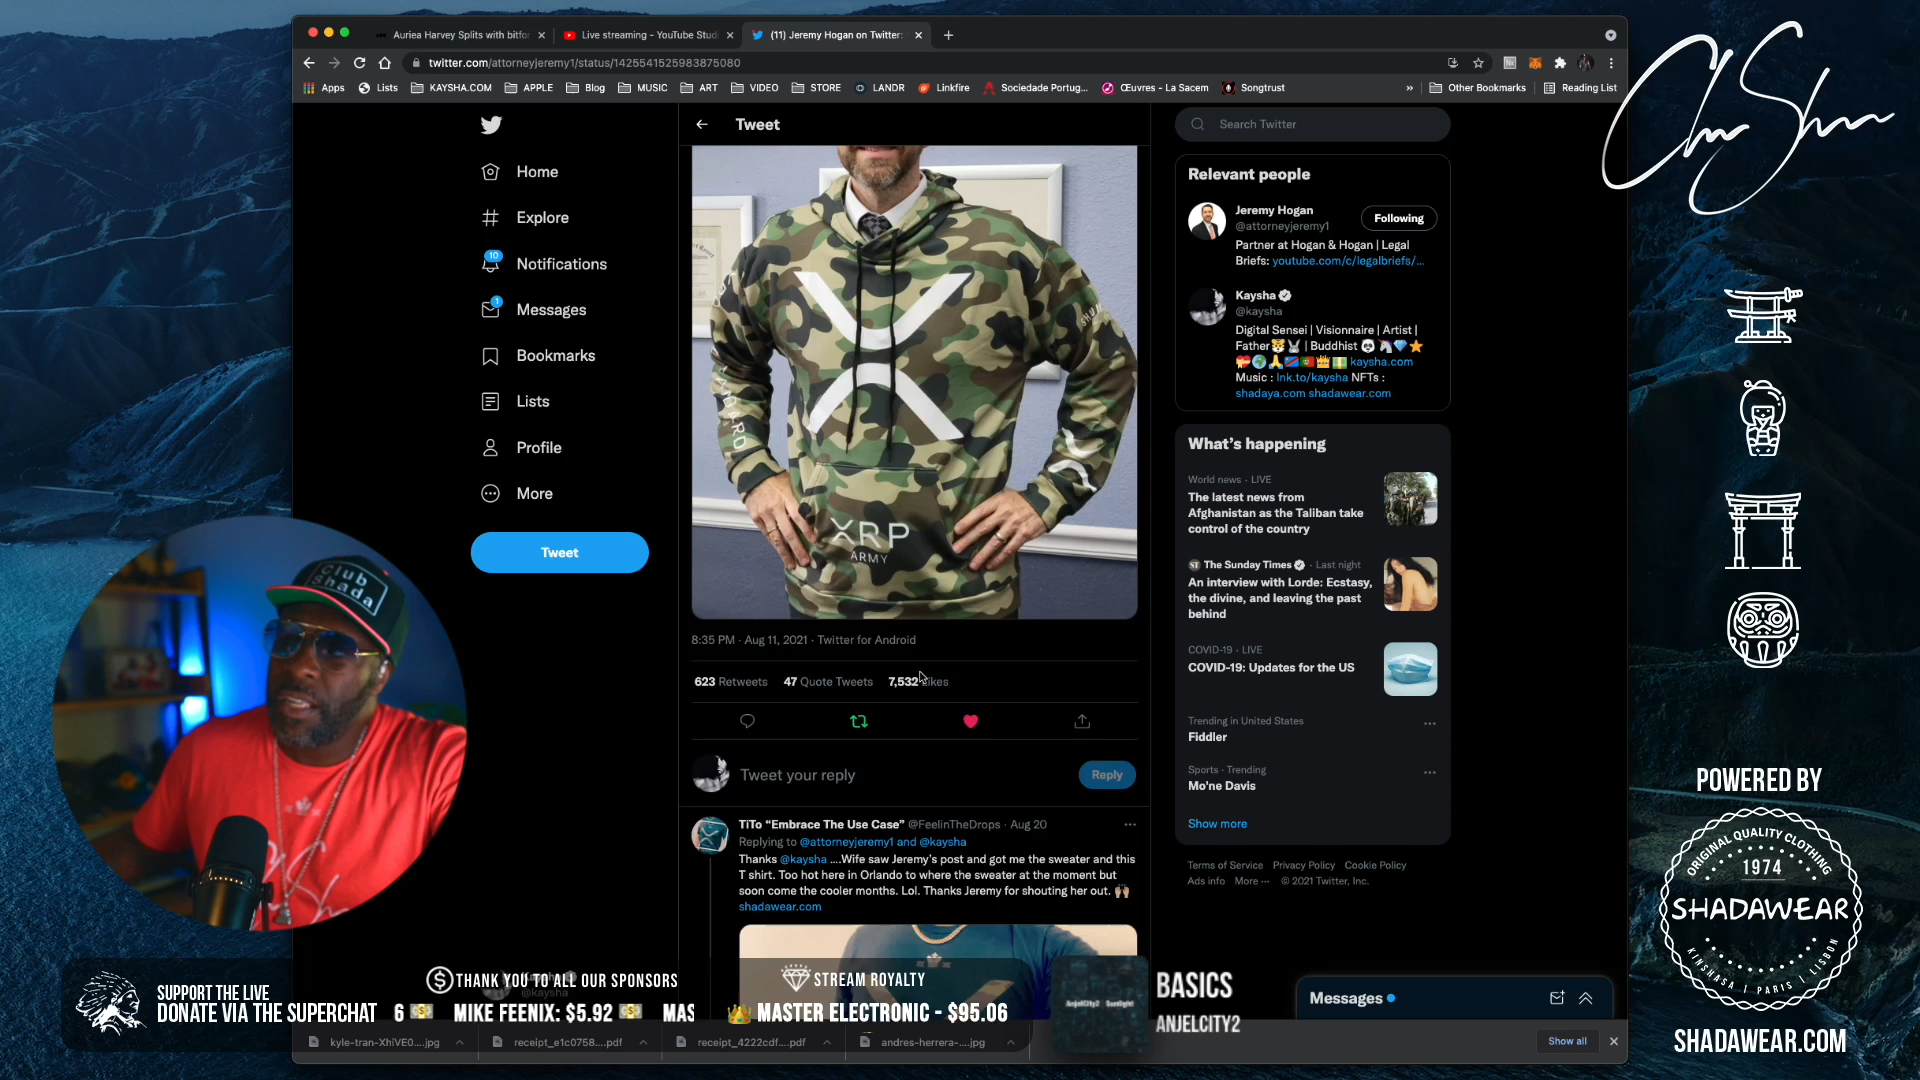 Auriea Harvey Splits with bitfor
Live streaming - YouTube Stud
(11) Jeremy Hogan on Twitter:
twitter.com/attorneyjeremy1/status/1425541525983875080
Apps
Lists
KAYSHA.COM
APPLE
Blog
MUSIC
ART
VIDEO
STORE
LANDR
Linkfire
Sociedade Portug...
Œuvres - La Sacem
Songtrust
»
Other Bookmarks
Reading List
Home
Explore
10
Notifications
1
Messages
Bookmarks
Lists
Profile
More
Tweet
Tweet
XRP
ARMY
8:35 PM · Aug 11, 2021 · Twitter for Android
623 Retweets 47 Quote Tweets 7,532 Likes
Tweet your reply
Reply
TiTo “Embrace The Use Case” @FeelinTheDrops · Aug 20
Replying to @attorneyjeremy1 and @kaysha
Thanks @kaysha ....Wife saw Jeremy's post and got me the sweater and this
T shirt. Too hot here in Orlando to where the sweater at the moment but
soon come the cooler months. Lol. Thanks Jeremy for shouting her out. 🙌🏽
shadawear.com
@kaysha
Search Twitter
Relevant people
Jeremy Hogan
@attorneyjeremy1
Following
Partner at Hogan & Hogan | Legal
Briefs: youtube.com/c/legalbriefs/...
Kaysha
@kaysha
Digital Sensei | Visionnaire | Artist |
Father🐯🐰 | Buddhist 🐼🦄💎⭐
💝🌍🙏🇨🇩🇵🇹👑💵 kaysha.com
Music : lnk.to/kaysha NFTs :
shadaya.com shadawear.com
What's happening
World news · LIVE
The latest news from
Afghanistan as the Taliban take
control of the country
The Sunday Times · Last night
An interview with Lorde: Ecstasy,
the divine, and leaving the past
behind
COVID-19 · LIVE
COVID-19: Updates for the US
Trending in United States
Fiddler
Sports · Trending
Mo'ne Davis
Show more
Terms of Service Privacy Policy Cookie Policy
Ads info More ··· © 2021 Twitter, Inc.
Messages
Club
Shada
SUPPORT THE LIVE
DONATE VIA THE SUPERCHAT
THANK YOU TO ALL OUR SPONSORS
6 💵 MIKE FEENIX: $5.92 💵 MAS
STREAM ROYALTY
👑 MASTER ELECTRONIC - $95.06
AnjelCity2 Sunlight
BASICS
ANJELCITY2
kyle-tran-XhiVE0....jpg
receipt_e1c0758....pdf
receipt_4222cdf....pdf
andres-herrera-....jpg
Show all
POWERED BY
ORIGINAL QUALITY CLOTHING
1974
SHADAWEAR
KINSHASA | PARIS | LISBON
SHADAWEAR.COM